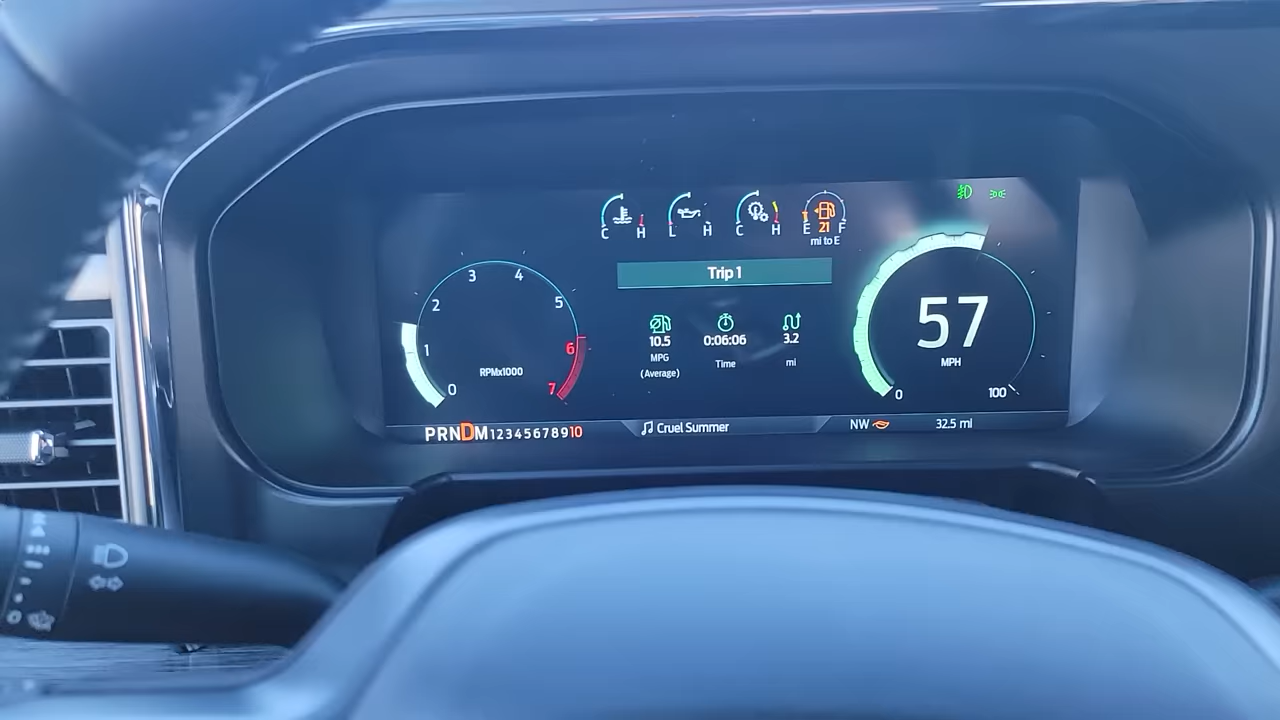 C H
L H
C H
E 21 F
mi to E
Trip 1
10.5
MPG
(Average)
0:06:06
Time
3.2
mi
0
1
2
3
4
5
6
7
RPMx1000
57
MPH
0
100
PRNDM12345678910
Cruel Summer
NW
32.5 mi